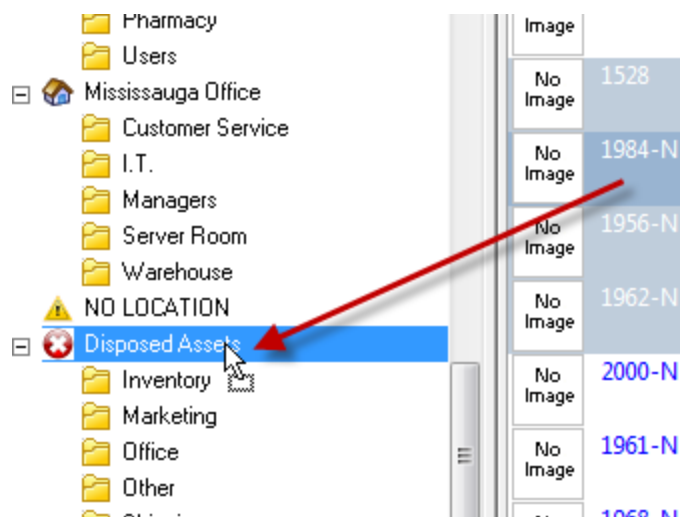 Pharmacy
Users
Mississauga Office
Customer Service
I.T.
Managers
Server Room
Warehouse
NO LOCATION
Disposed Assets
Inventory
Marketing
Office
Other
Image
No Image 1528
No Image 1984-N
No Image 1956-N
No Image 1962-N
No Image 2000-N
No Image 1961-N
1968-N